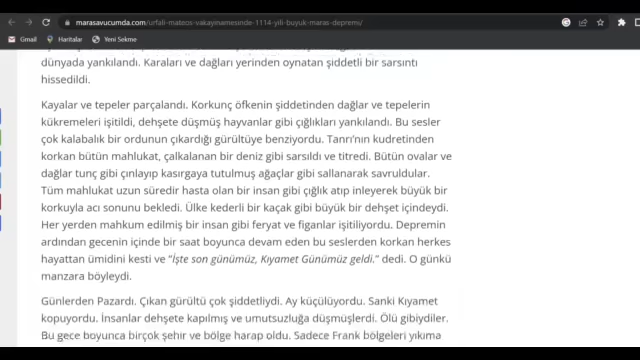 marasavucumda.com/urfali-mateos-vakayinamesinde-1114-yili-buyuk-maras-depremi/
Gmail Haritalar Yeni Sekme
dünyada yankılandı. Karaları ve dağları yerinden oynatan şiddetli bir sarsıntı
hissedildi.
Kayalar ve tepeler parçalandı. Korkunç öfkenin şiddetinden dağlar ve tepelerin
kükremeleri işitildi, dehşete düşmüş hayvanlar gibi çığlıkları yankılandı. Bu sesler
çok kalabalık bir ordunun çıkardığı gürültüye benziyordu. Tanrı'nın kudretinden
korkan bütün mahlukat, çalkalanan bir deniz gibi sarsıldı ve titredi. Bütün ovalar ve
dağlar tunç gibi çınlayıp kasırgaya tutulmuş ağaçlar gibi sallanarak savruldular.
Tüm mahlukat uzun süredir hasta olan bir insan gibi çığlık atıp inleyerek büyük bir
korkuyla acı sonunu bekledi. Ülke kederli bir kaçak gibi büyük bir dehşet içindeydi.
Her yerden mahkum edilmiş bir insan gibi feryat ve figanlar işitiliyordu. Depremin
ardından gecenin içinde bir saat boyunca devam eden bu seslerden korkan herkes
hayattan ümidini kesti ve "İşte son günümüz, Kıyamet Günümüz geldi." dedi. O günkü
manzara böyleydi.
Günlerden Pazardı. Çıkan gürültü çok şiddetliydi. Ay küçülüyordu. Sanki Kıyamet
kopuyordu. İnsanlar dehşete kapılmış ve umutsuzluğa düşmüşlerdi. Ölü gibiydiler.
Bu gece boyunca birçok şehir ve bölge harap oldu. Sadece Frank bölgeleri yıkıma